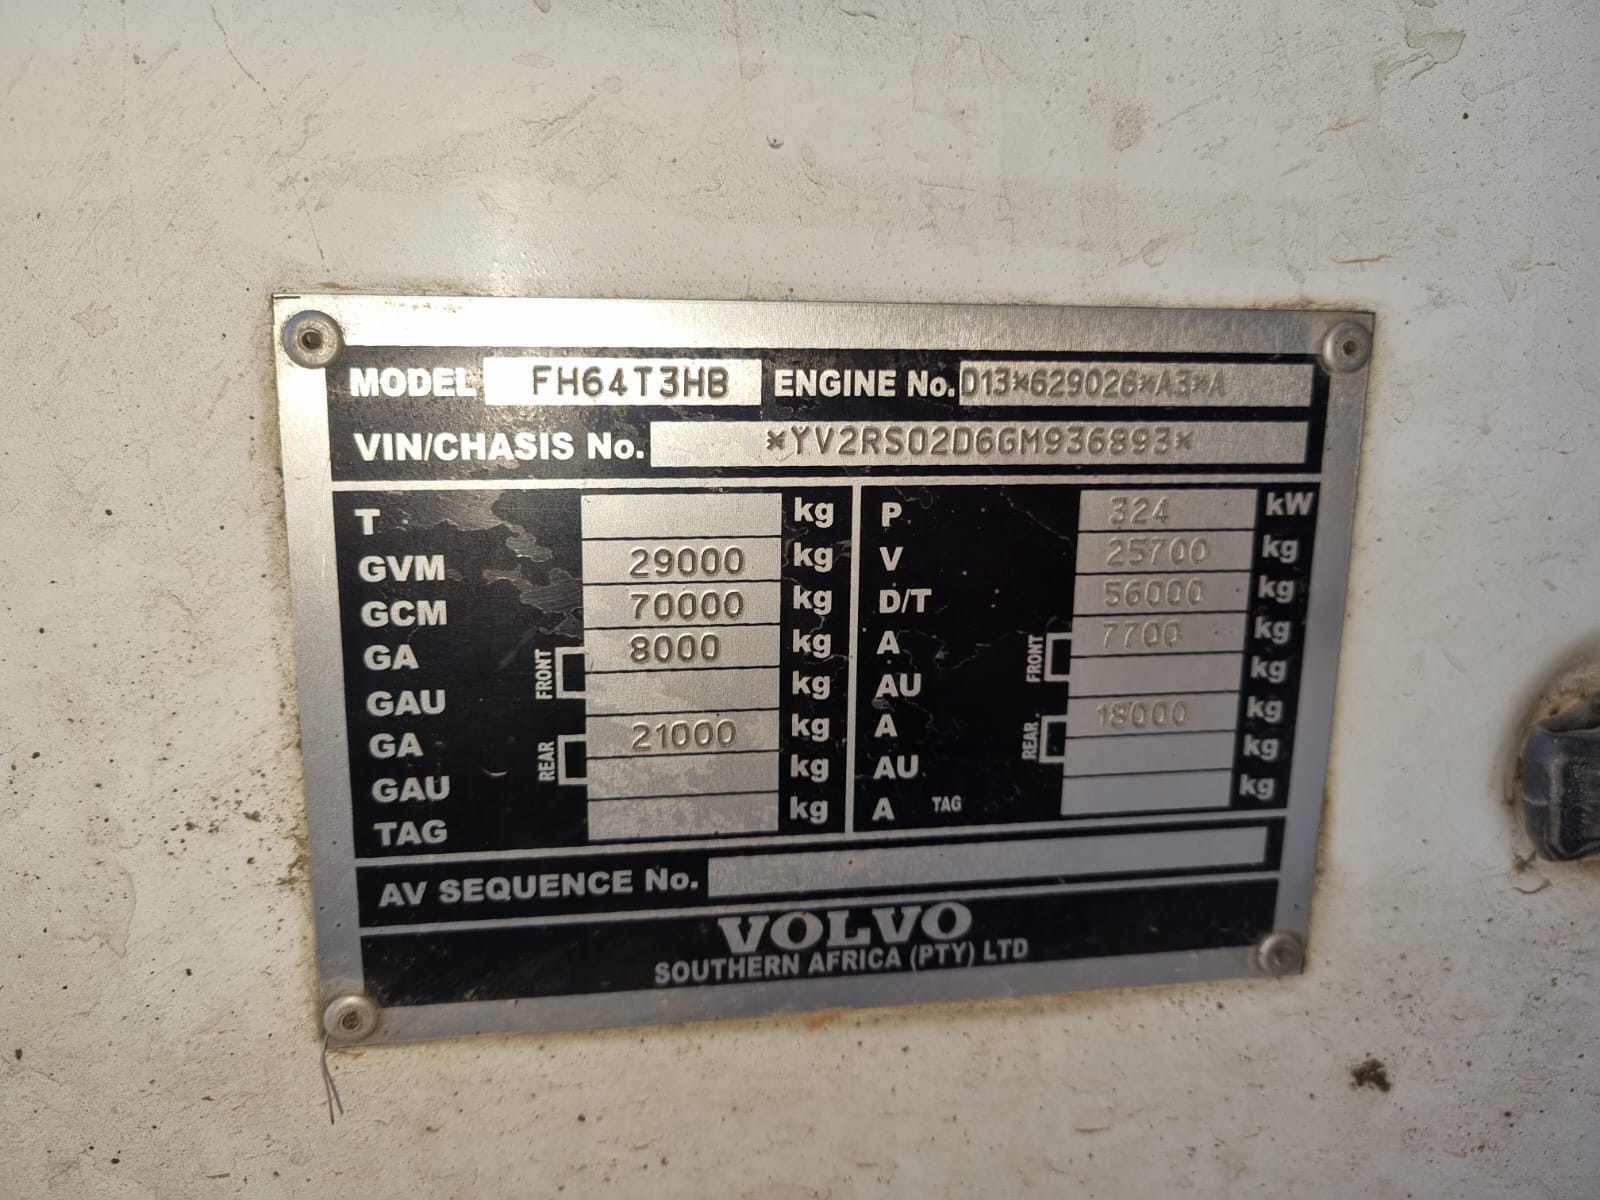 MODEL FH64T3HB ENGINE No. D13*629026*A3*A
VIN/CHASIS No. *YV2RS02D6GM936893*
T kg P 324 kW
GVM 29000 kg V 25700 kg
GCM 70000 kg D/T 56000 kg
GA FRONT 8000 kg A FRONT 7700 kg
GAU kg AU kg
GA REAR 21000 kg A REAR 18000 kg
GAU kg AU kg
TAG kg A TAG kg
AV SEQUENCE No.
VOLVO
SOUTHERN AFRICA (PTY) LTD